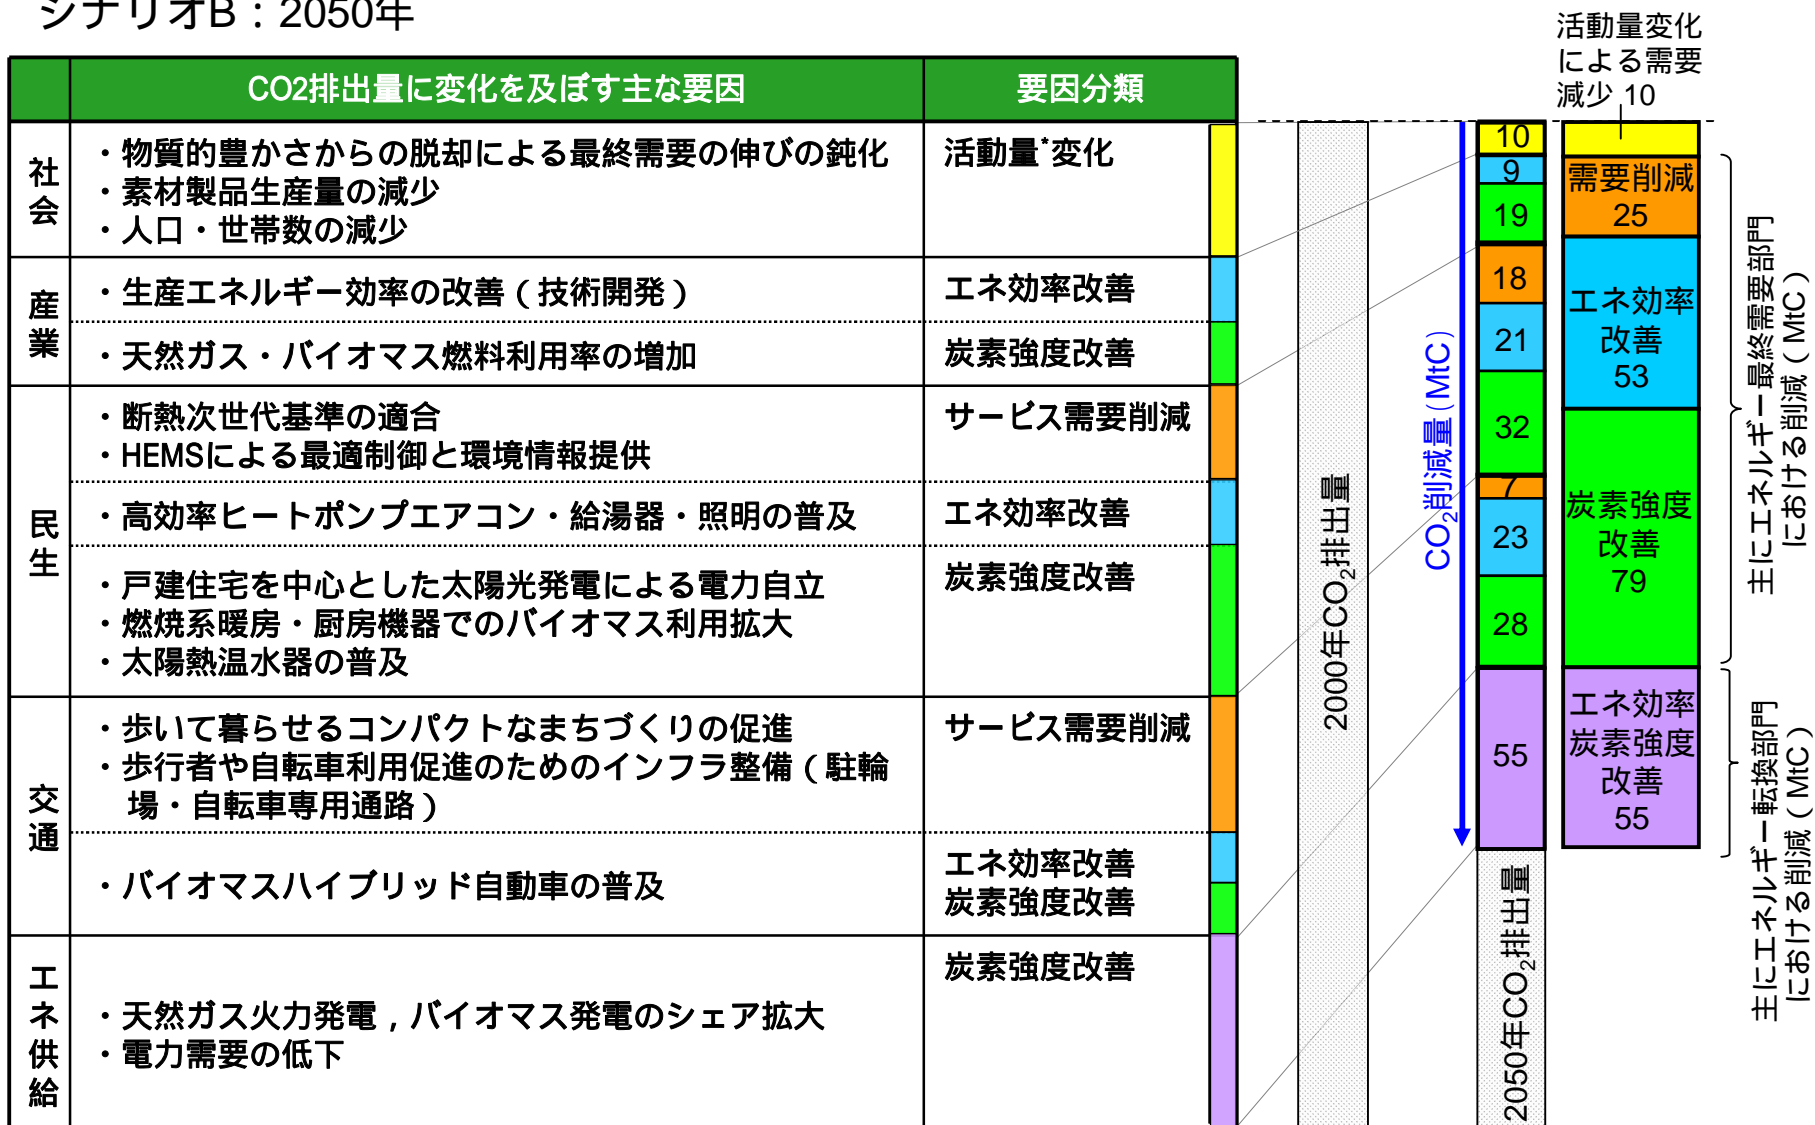 シナリオB：2050年
CO2排出量に変化を及ぼす主な要因
要因分類
社会
・物質的豊かさからの脱却による最終需要の伸びの鈍化
・素材製品生産量の減少
・人口・世帯数の減少
活動量*変化
産業
・生産エネルギー効率の改善（技術開発）
エネ効率改善
・天然ガス・バイオマス燃料利用率の増加
炭素強度改善
民生
・断熱次世代基準の適合
・HEMSによる最適制御と環境情報提供
サービス需要削減
・高効率ヒートポンプエアコン・給湯器・照明の普及
エネ効率改善
・戸建住宅を中心とした太陽光発電による電力自立
・燃焼系暖房・厨房機器でのバイオマス利用拡大
・太陽熱温水器の普及
炭素強度改善
交通
・歩いて暮らせるコンパクトなまちづくりの促進
・歩行者や自転車利用促進のためのインフラ整備（駐輪
場・自転車専用通路）
サービス需要削減
・バイオマスハイブリッド自動車の普及
エネ効率改善
炭素強度改善
エネ供給
・天然ガス火力発電，バイオマス発電のシェア拡大
・電力需要の低下
炭素強度改善
2000年CO₂排出量
CO₂削減量(MtC)
10
9
19
18
21
32
7
23
28
55
2050年CO₂排出量
活動量変化
による需要
減少 10
需要削減
25
エネ効率
改善
53
炭素強度
改善
79
エネ効率
炭素強度
改善
55
主にエネルギー最終需要部門
における削減（MtC）
主にエネルギー転換部門
における削減（MtC）